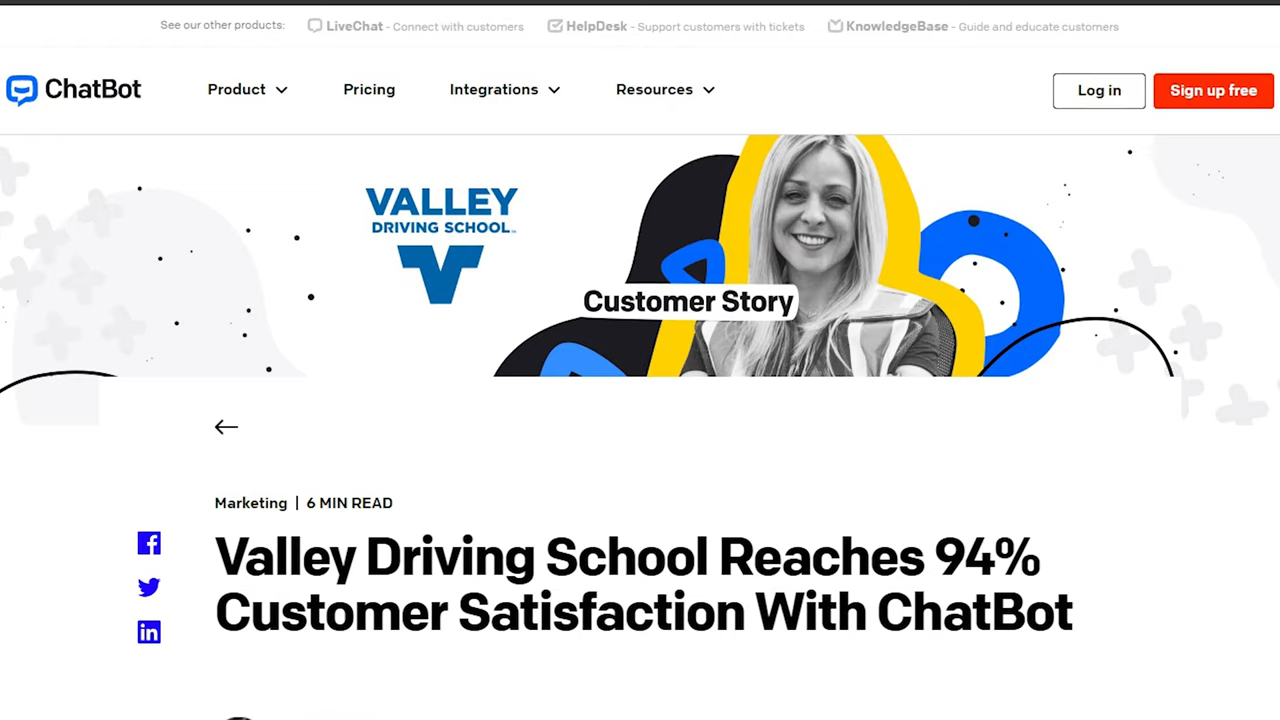 See our other products: LiveChat - Connect with customers HelpDesk - Support customers with tickets KnowledgeBase - Guide and educate customers
ChatBot Product Pricing Integrations Resources Log in Sign up free
VALLEY
DRIVING SCHOOL
Customer Story
Marketing | 6 MIN READ
Valley Driving School Reaches 94%
Customer Satisfaction With ChatBot